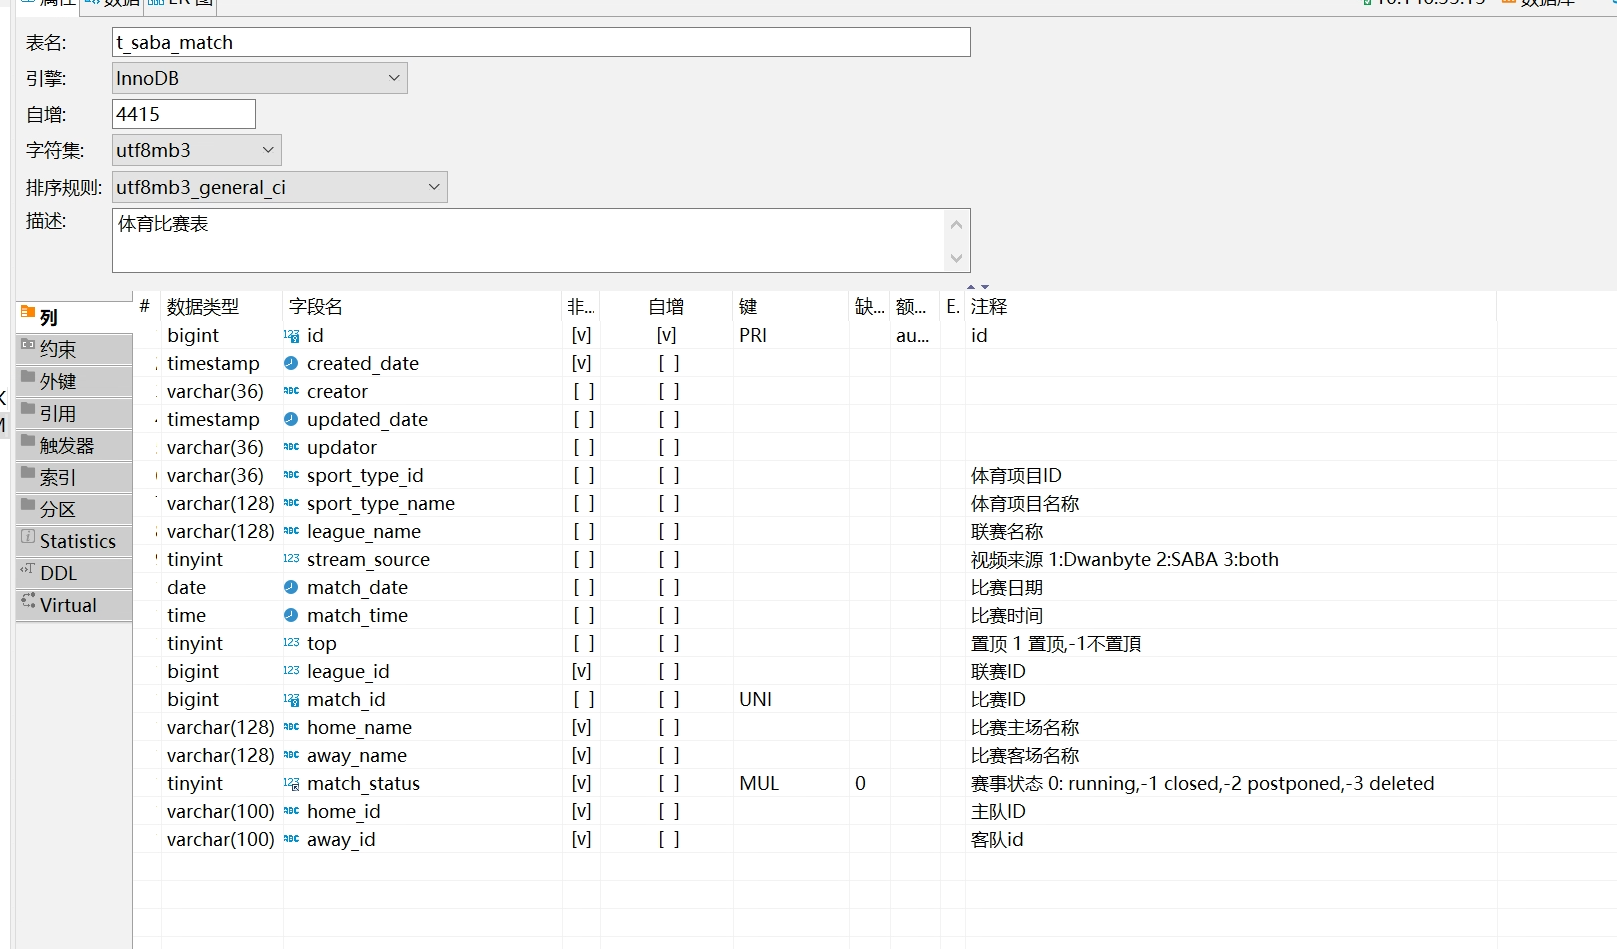 属性 数据 ER 图 数据库
表名: t_saba_match
引擎: InnoDB
自增: 4415
字符集: utf8mb3
排序规则: utf8mb3_general_ci
描述: 体育比赛表
列
约束
外键
引用
触发器
索引
分区
Statistics
DDL
Virtual
# 数据类型 字段名 非... 自增 键 缺... 额... E. 注释
bigint id [v] [v] PRI au... id
timestamp created_date [v] [ ]
varchar(36) creator [ ] [ ]
timestamp updated_date [ ] [ ]
varchar(36) updator [ ] [ ]
varchar(36) sport_type_id [ ] [ ] 体育项目ID
varchar(128) sport_type_name [ ] [ ] 体育项目名称
varchar(128) league_name [ ] [ ] 联赛名称
tinyint stream_source [ ] [ ] 视频来源 1:Dwanbyte 2:SABA 3:both
date match_date [ ] [ ] 比赛日期
time match_time [ ] [ ] 比赛时间
tinyint top [ ] [ ] 置顶 1 置顶,-1不置頂
bigint league_id [v] [ ] 联赛ID
bigint match_id [ ] [ ] UNI 比赛ID
varchar(128) home_name [v] [ ] 比赛主场名称
varchar(128) away_name [v] [ ] 比赛客场名称
tinyint match_status [v] [ ] MUL 0 赛事状态 0: running,-1 closed,-2 postponed,-3 deleted
varchar(100) home_id [v] [ ] 主队ID
varchar(100) away_id [v] [ ] 客队id